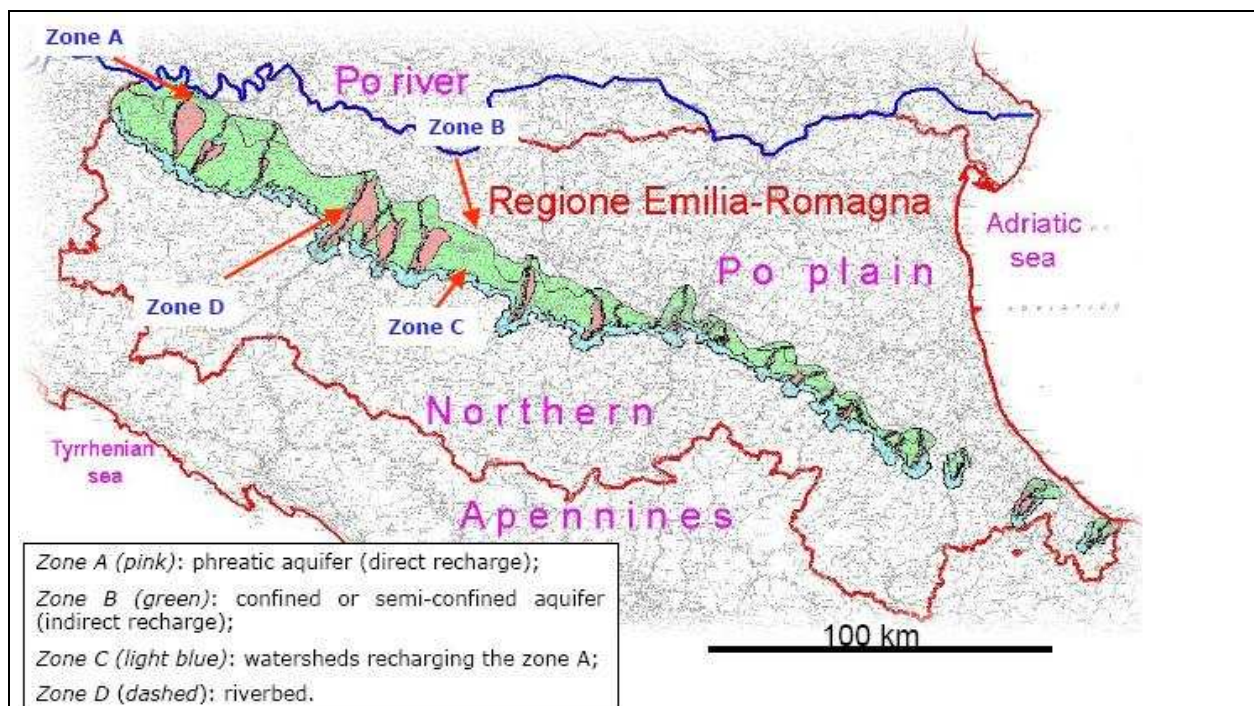 Zone A
Po river
Zone B
Regione Emilia-Romagna
Adriatic
sea
Po plain
Zone D
Zone C
Northern
Tyrrhenian
sea
Apennines
Zone A (pink): phreatic aquifer (direct recharge);
Zone B (green): confined or semi-confined aquifer
(indirect recharge);
Zone C (light blue): watersheds recharging the zone A;
Zone D (dashed): riverbed.
100 km